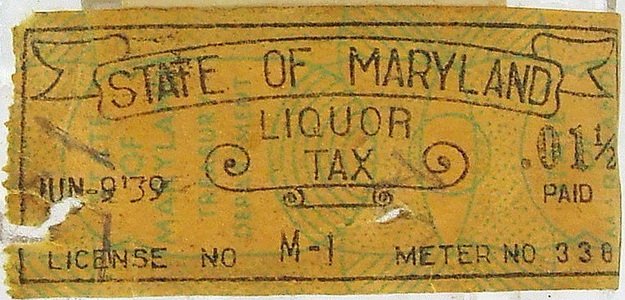 STATE OF MARYLAND
LIQUOR
TAX
.01½
JUN-9'39
PAID
LICENSE NO M-1 METER NO 338